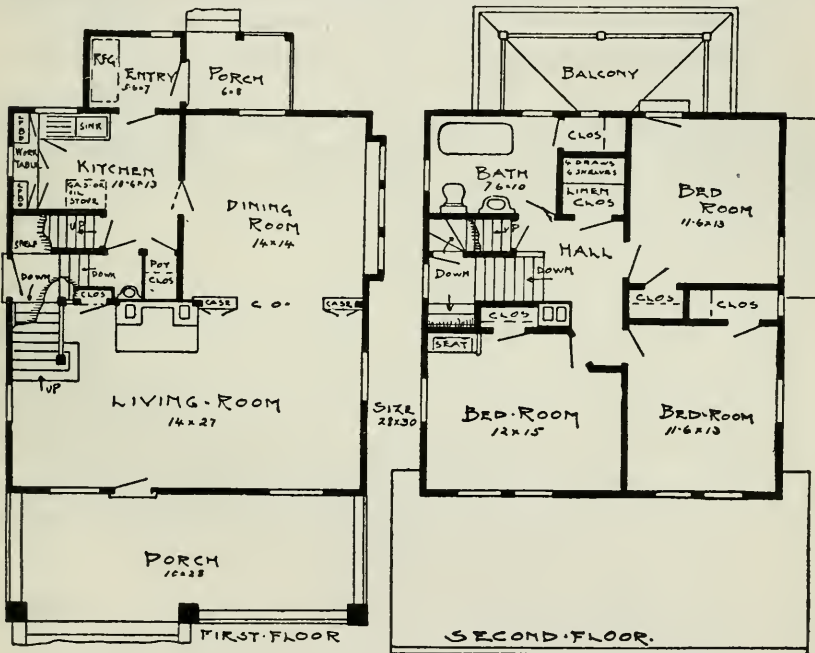 RFG
ENTRY
5-6x7
PORCH
6x8
SINK
WORK
TABLE
KITCHEN
10-6x13
GAS OR
OIL
STOVE
DINING
ROOM
14x14
SHELF
UP
DOWN
DOWN
CLOS
POT
CLOS
CASE
C.O.
CASE
UP
LIVING-ROOM
14x27
SIZE
28x30
PORCH
10x28
FIRST-FLOOR
BALCONY
CLOS
BATH
7 6x10
4 DRAWS
6 SHELVES
LINEN
CLOS
BED
ROOM
11-6x13
UP
HALL
DOWN
DOWN
CLOS
CLOS
CLOS
SEAT
BED-ROOM
12x15
BED-ROOM
11-6x13
SECOND-FLOOR.